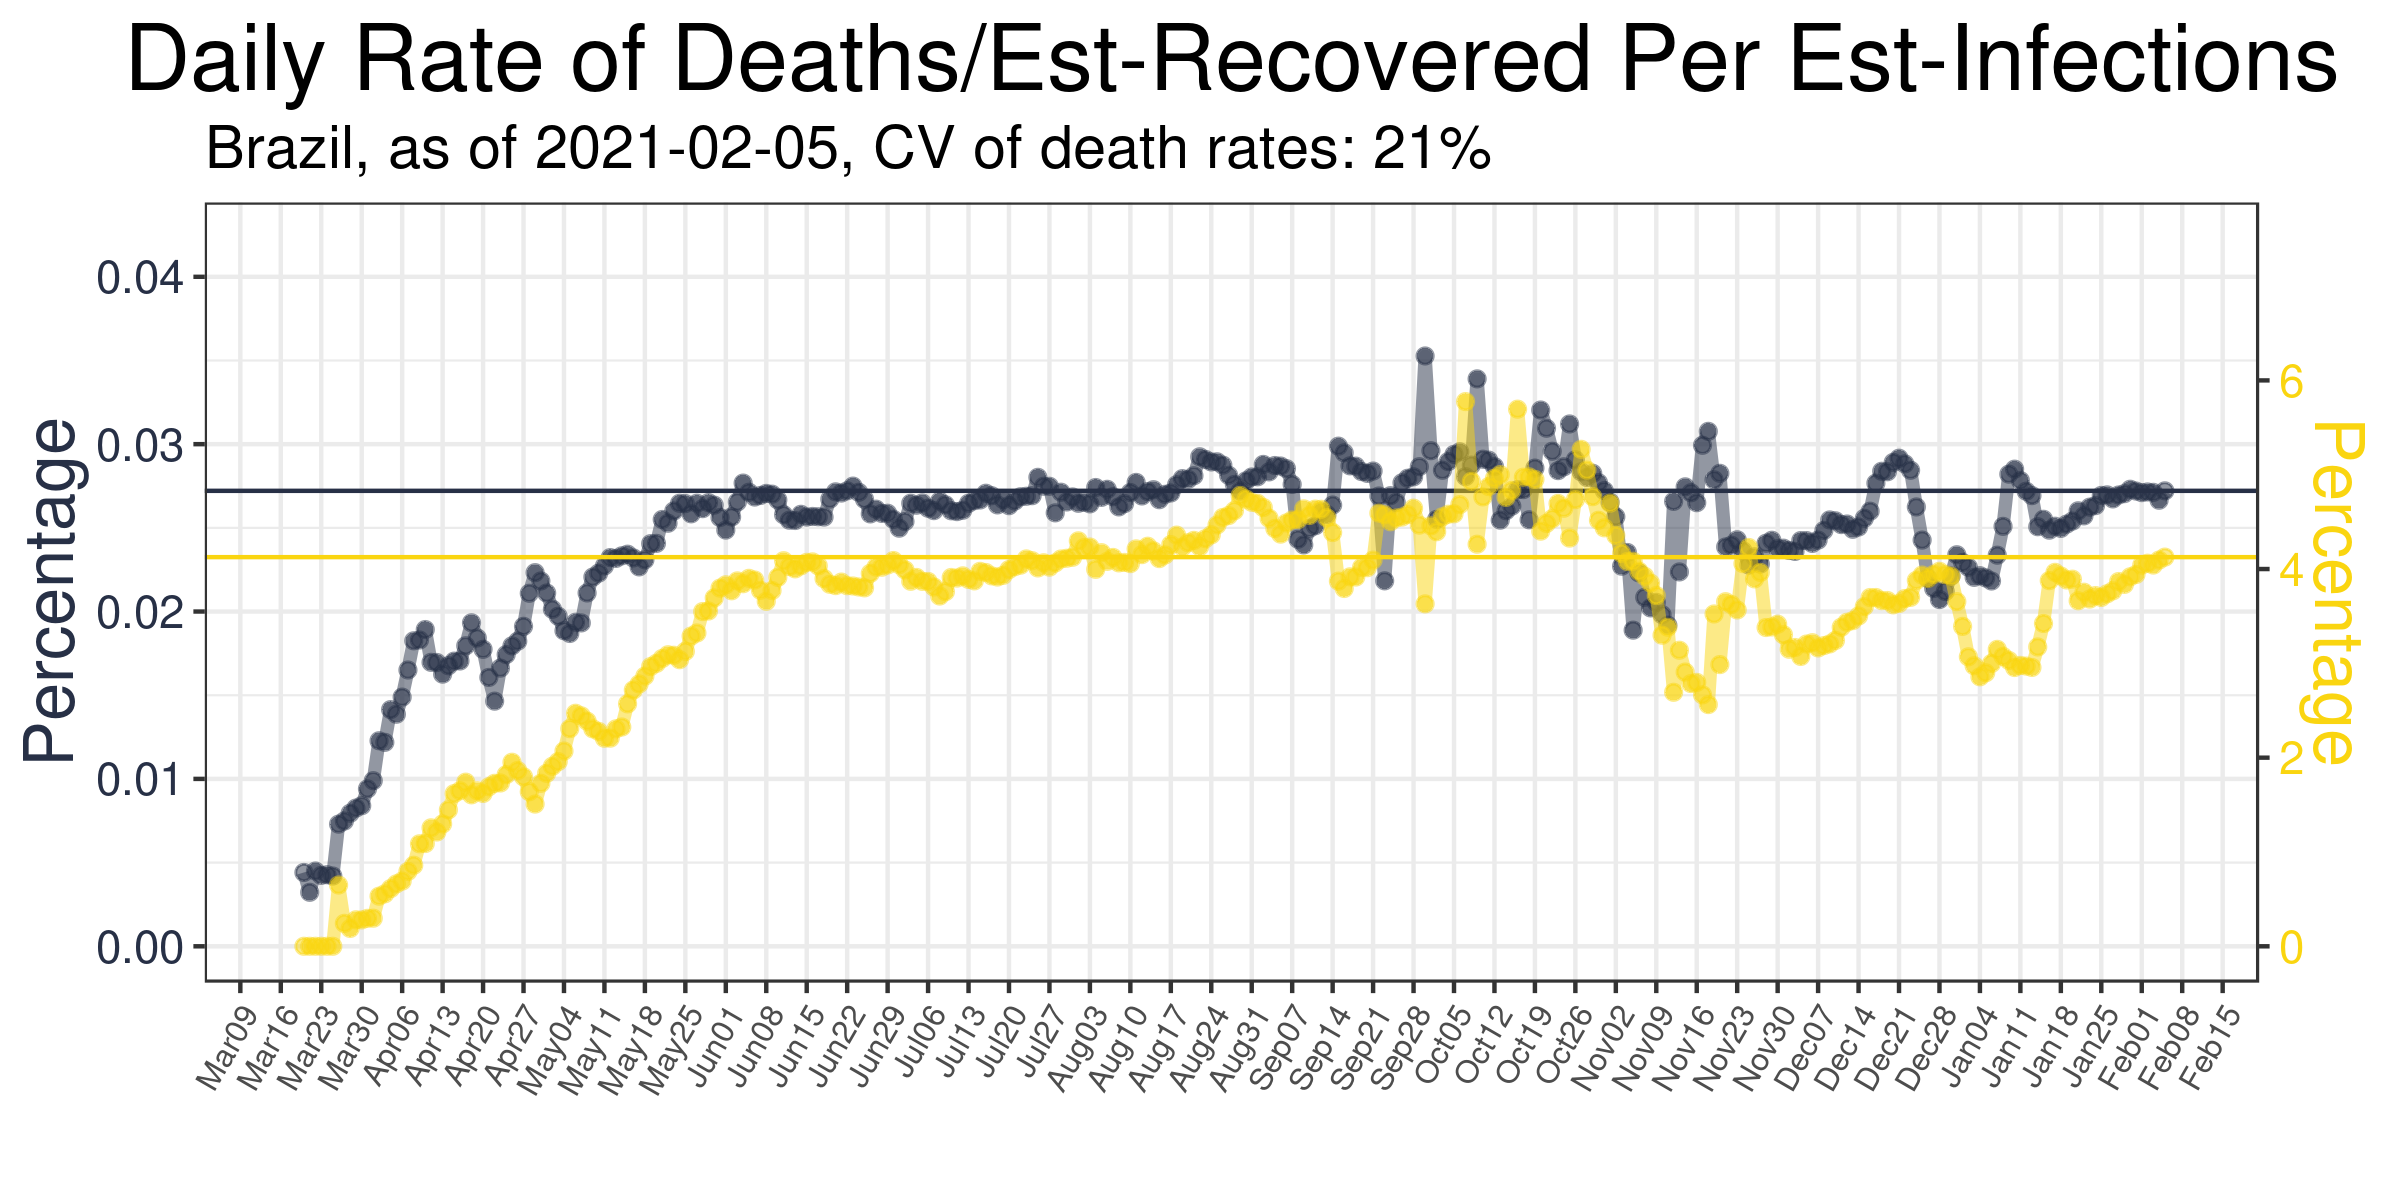 Daily Rate of Deaths/Est-Recovered Per Est-Infections
Brazil, as of 2021-02-05, CV of death rates: 21%
Percentage
0.04
0.03
0.02
0.01
0.00
6
4
2
0
Percentage
Mar09
Mar16
Mar23
Mar30
Apr06
Apr13
Apr20
Apr27
May04
May11
May18
May25
Jun01
Jun08
Jun15
Jun22
Jun29
Jul06
Jul13
Jul20
Jul27
Aug03
Aug10
Aug17
Aug24
Aug31
Sep07
Sep14
Sep21
Sep28
Oct05
Oct12
Oct19
Oct26
Nov02
Nov09
Nov16
Nov23
Nov30
Dec07
Dec14
Dec21
Dec28
Jan04
Jan11
Jan18
Jan25
Feb01
Feb08
Feb15